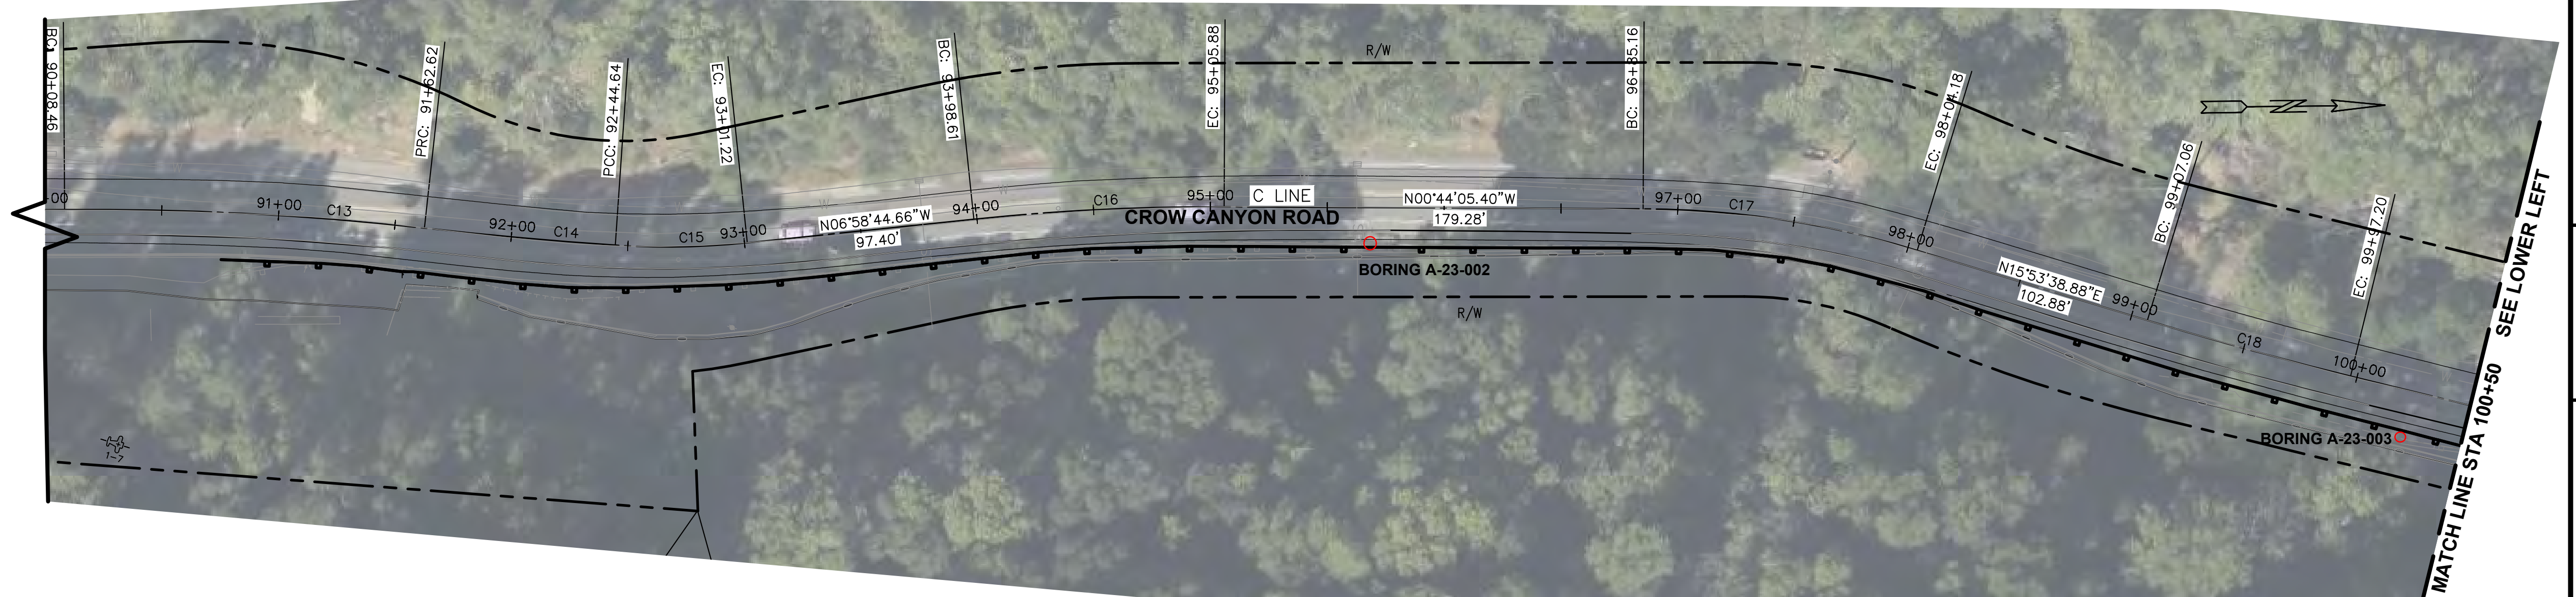 BC: 90+08.46
PRC: 91+62.62
PCC: 92+44.64
EC: 93+01.22
BC: 93+98.61
EC: 95+05.88
R/W
BC: 96+85.16
EC: 98+04.18
BC: 99+07.06
EC: 99+97.20
00
91+00
C13
92+00
C14
C15
93+00
N06°58'44.66"W
97.40'
94+00
C16
95+00
C LINE
CROW CANYON ROAD
N00°44'05.40"W
179.28'
97+00
C17
98+00
N15°53'38.88"E
102.88'
99+00
C18
100+00
BORING A-23-002
R/W
BORING A-23-003
1-7
MATCH LINE STA 100+50 SEE LOWER LEFT